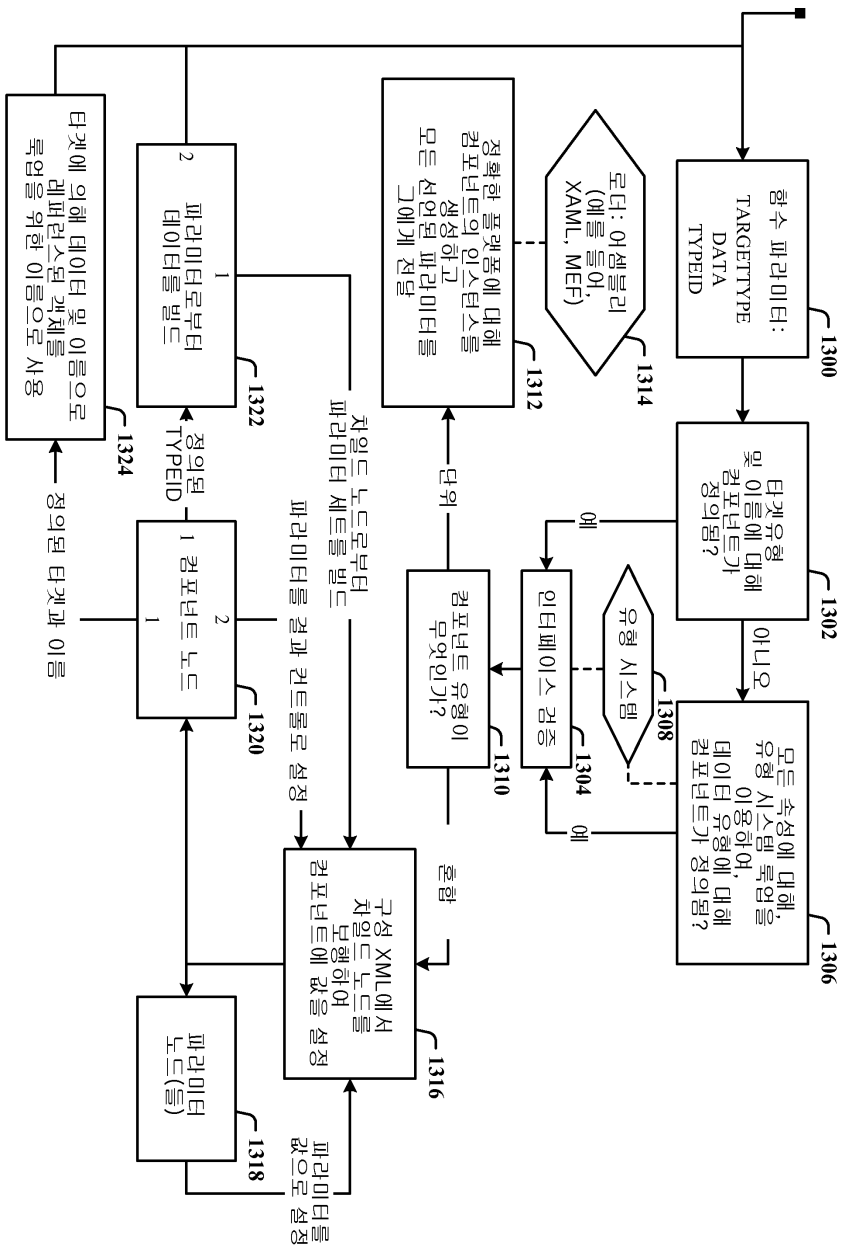 함수 파라미터:
TARGETTYPE
DATA
TYPEID
1300
타겟유형
및 이름에 대해
컴포넌트가
정의됨?
1302
아니오
예
모든 속성에 대해,
유형 시스템 룩업을
이용하여,
데이터 유형에 대해
컴포넌트가 정의됨?
1306
예
유형 시스템
1308
인터페이스 검증
1304
컴포넌트 유형이
무엇인가?
1310
단위
혼합
로더: 어셈블리
(예를 들어,
XAML, MEF)
1314
정확한 플랫폼에 대해
컴포넌트의 인스턴스를
생성하고
모든 선언된 파라미터를
그에게 전달
1312
구성 XML에서
차일드 노드를
보행하여
컴포넌트에 값을 설정
1316
파라미터를
값으로 설정
파라미터
노드(들)
1318
차일드 노드로부터
파라미터 세트를 빌드
파라미터를 결과 컨트롤로 설정
2
1 컴포넌트 노드
1
1320
정의된
TYPEID
1
파라미터로부터
데이터를 빌드
2
1322
정의된 타겟과 이름
타겟에 의해 데이터 및 이름으로
레퍼런스된 객체를
룩업을 위한 이름으로 사용
1324